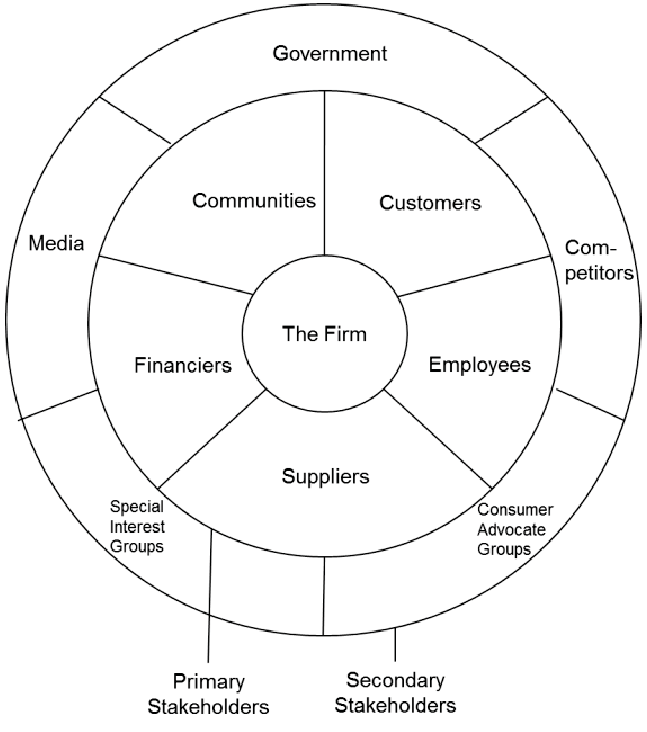 Government
Communities
Customers
Media
Com-
petitors
The Firm
Financiers
Employees
Suppliers
Special
Interest
Groups
Consumer
Advocate
Groups
Primary
Stakeholders
Secondary
Stakeholders